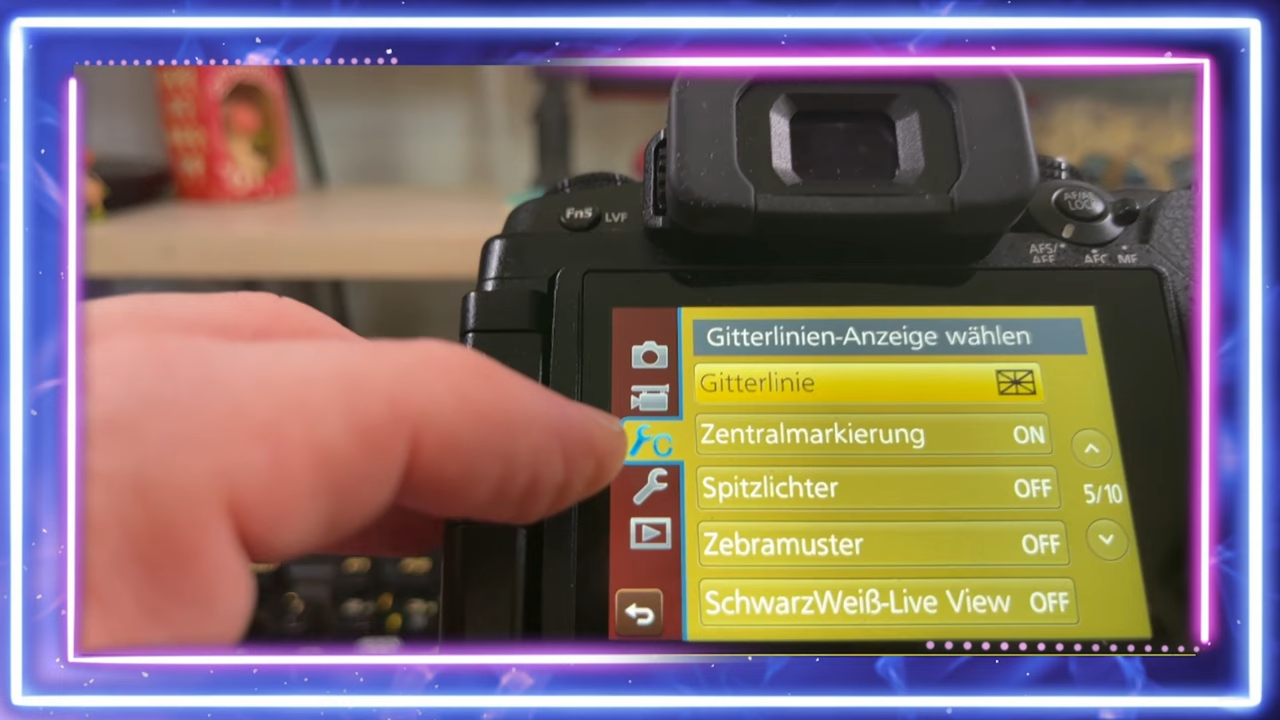 Fn5 LVF
AF/AE
LOCK
AFS/
AFF AFC MF
Gitterlinien-Anzeige wählen
Gitterlinie
Zentralmarkierung ON
Spitzlichter OFF
5/10
Zebramuster OFF
SchwarzWeiß-Live View OFF